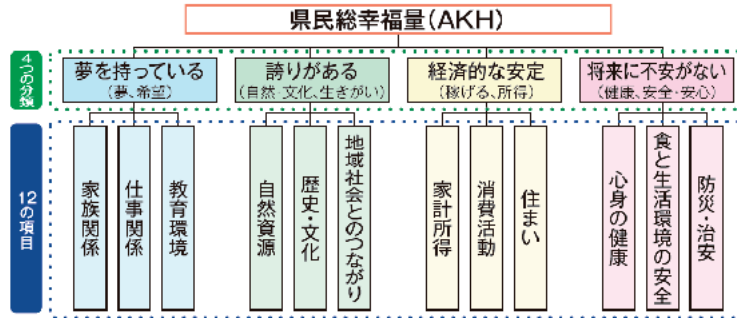 県民総幸福量(AKH)
4つの分類
夢を持っている
(夢、希望)
誇りがある
(自然・文化、生きがい)
経済的な安定
(稼げる、所得)
将来に不安がない
(健康、安全・安心)
12の項目
家族関係
仕事関係
教育環境
自然資源
歴史・文化
地域社会とのつながり
家計所得
消費活動
住まい
心身の健康
食と生活環境の安全
防災・治安